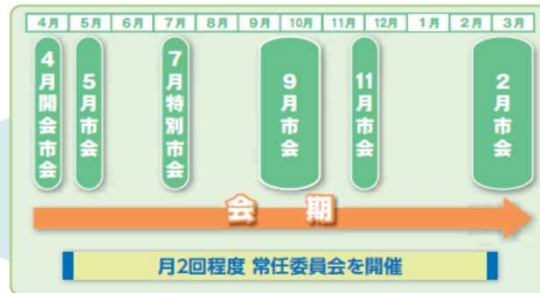 4月 5月 6月 7月 8月 9月 10月 11月 12月 1月 2月 3月
4月開会市会
5月市会
7月特別市会
9月市会
11月市会
2月市会
会期
月2回程度 常任委員会を開催